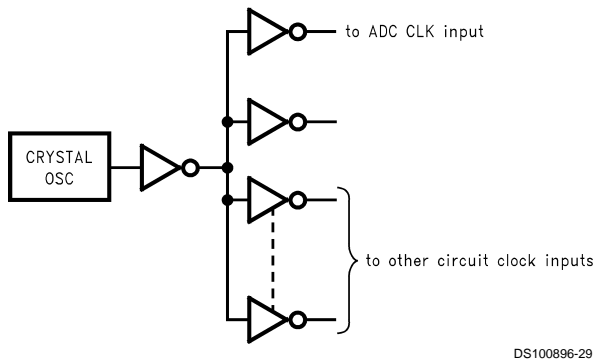 to ADC CLK input
CRYSTAL
OSC
to other circuit clock inputs
DS100896-29